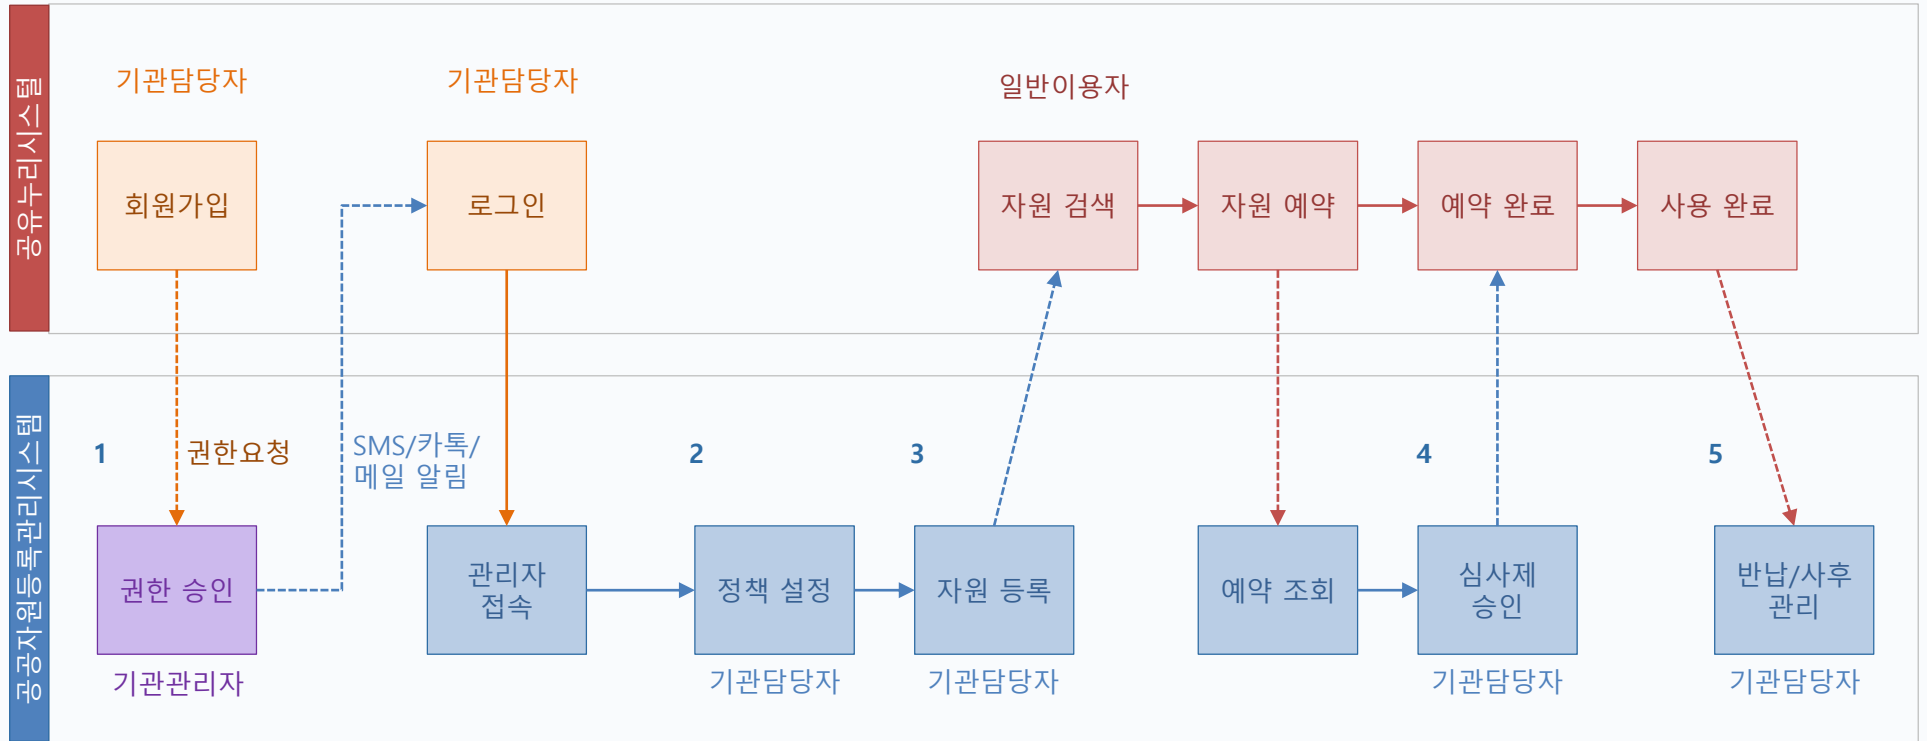 공유누리시스털
기관담당자
기관담당자
일반이용자
회원가입
로그인
자원 검색
자원 예약
예약 완료
사용 완료
공공자원등록관리시스템
1
권한요청
SMS/카톡/
메일 알림
2
3
4
5
권한 승인
관리자
접속
정책 설정
자원 등록
예약 조회
심사제
승인
반납/사후
관리
기관관리자
기관담당자
기관담당자
기관담당자
기관담당자